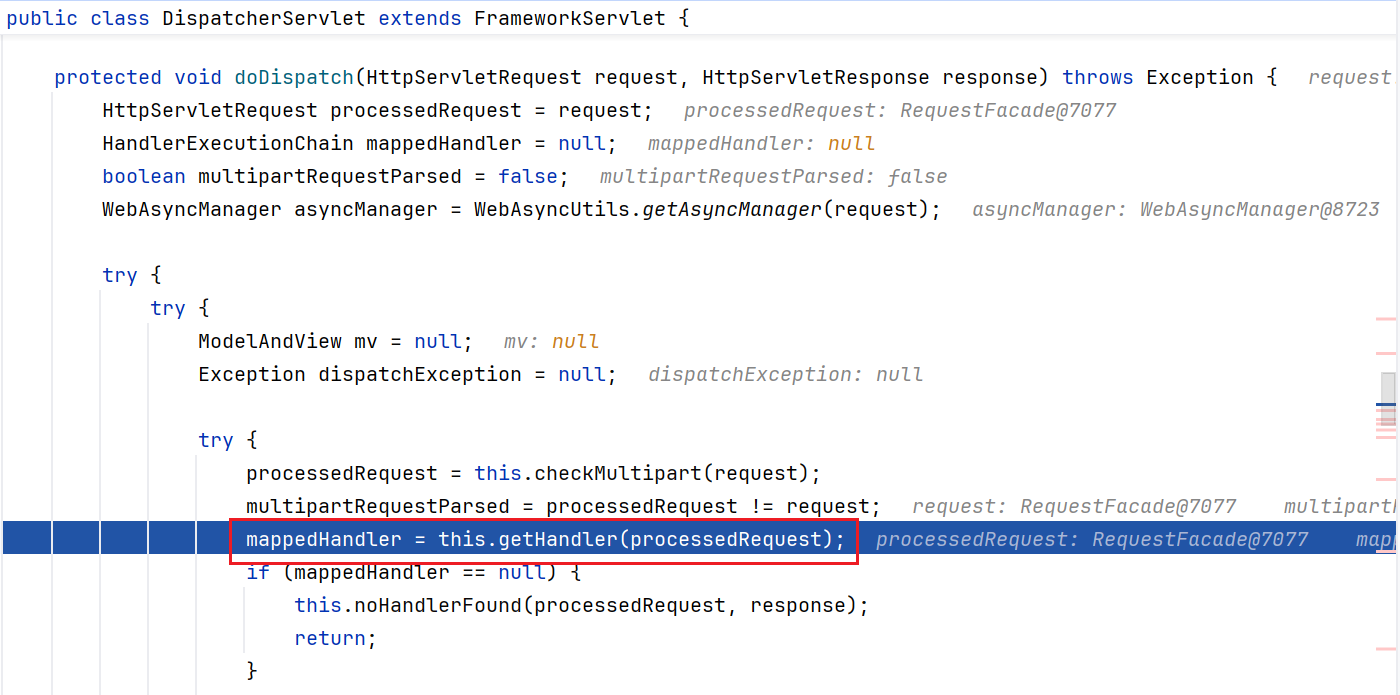 public class DispatcherServlet extends FrameworkServlet {
protected void doDispatch(HttpServletRequest request, HttpServletResponse response) throws Exception {   request
HttpServletRequest processedRequest = request;   processedRequest: RequestFacade@7077
HandlerExecutionChain mappedHandler = null;   mappedHandler: null
boolean multipartRequestParsed = false;   multipartRequestParsed: false
WebAsyncManager asyncManager = WebAsyncUtils.getAsyncManager(request);   asyncManager: WebAsyncManager@8723
try {
try {
ModelAndView mv = null;   mv: null
Exception dispatchException = null;   dispatchException: null
try {
processedRequest = this.checkMultipart(request);
multipartRequestParsed = processedRequest != request;   request: RequestFacade@7077
mappedHandler = this.getHandler(processedRequest);   processedRequest: RequestFacade@7077
if (mappedHandler == null) {
this.noHandlerFound(processedRequest, response);
return;
}